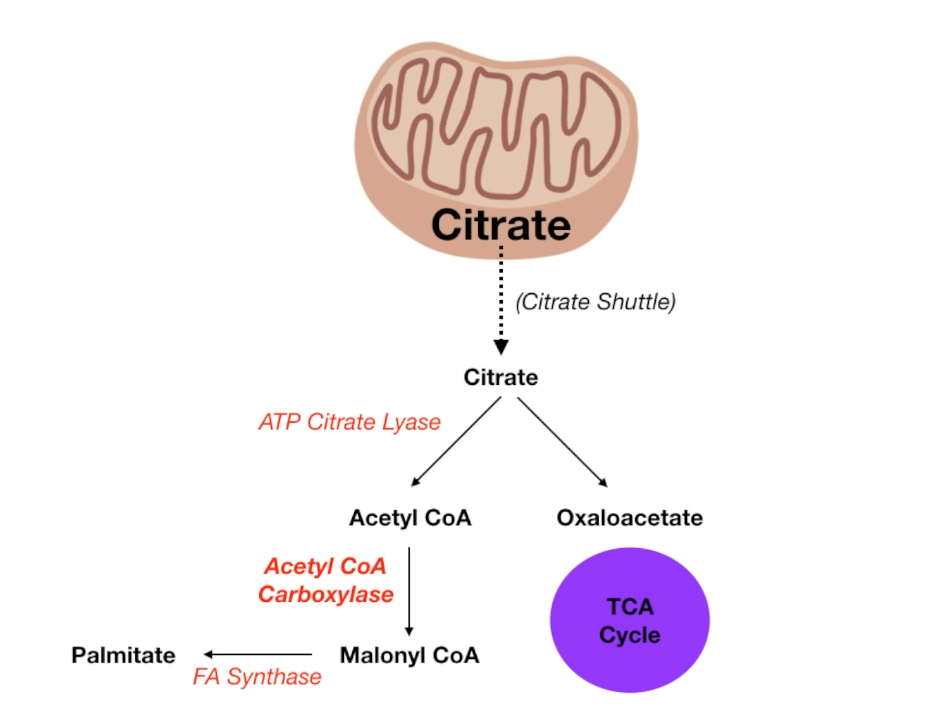 Citrate
(Citrate Shuttle)
Citrate
ATP Citrate Lyase
Acetyl CoA
Oxaloacetate
Acetyl CoA
Carboxylase
TCA
Cycle
Palmitate
Malonyl CoA
FA Synthase